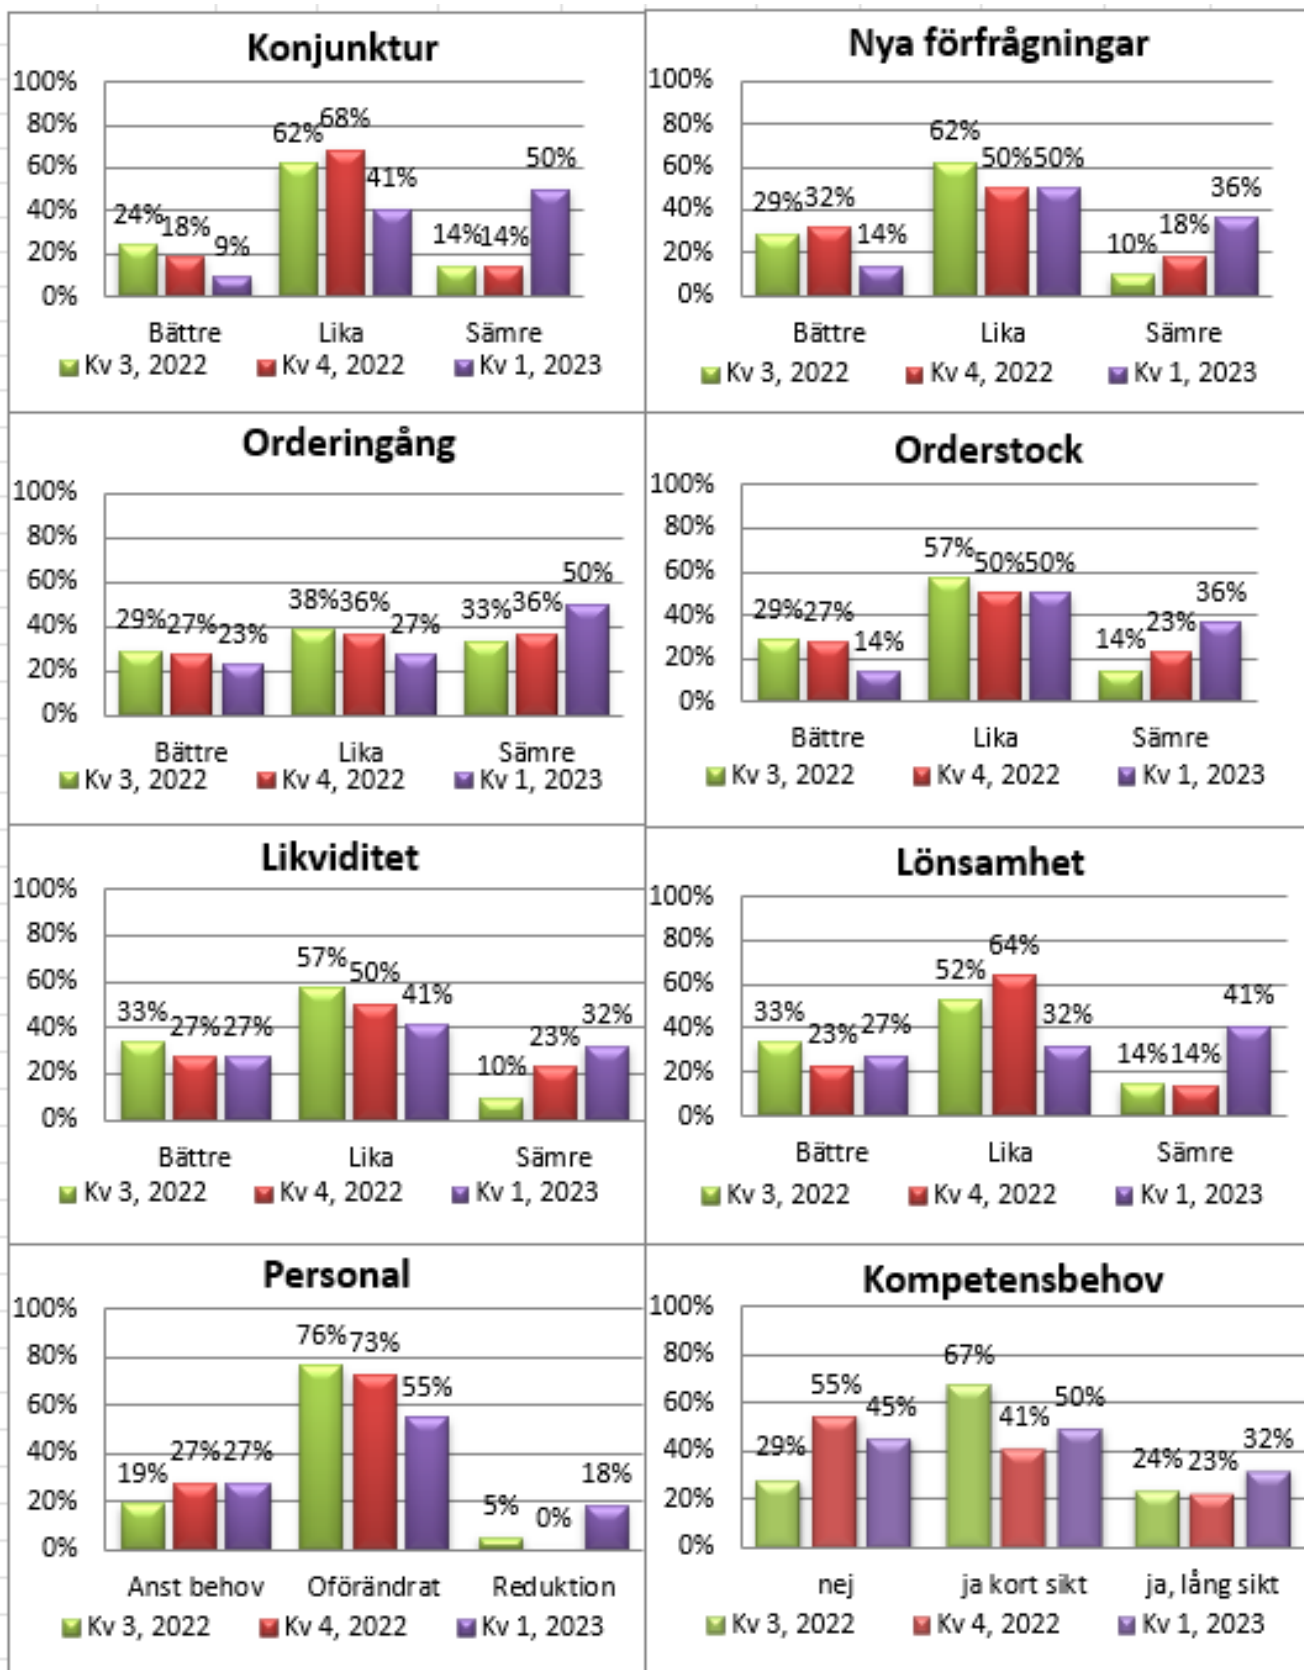 Konjunktur
100%
80%
60%
40%
20%
0%
24%
18%
9%
62%
68%
41%
14%
14%
50%
Bättre
Lika
Sämre
Kv 3, 2022
Kv 4, 2022
Kv 1, 2023
Nya förfrågningar
100%
80%
60%
40%
20%
0%
29%
32%
14%
62%
50%
50%
10%
18%
36%
Bättre
Lika
Sämre
Kv 3, 2022
Kv 4, 2022
Kv 1, 2023
Orderingång
100%
80%
60%
40%
20%
0%
29%
27%
23%
38%
36%
27%
33%
36%
50%
Bättre
Lika
Sämre
Kv 3, 2022
Kv 4, 2022
Kv 1, 2023
Orderstock
100%
80%
60%
40%
20%
0%
29%
27%
14%
57%
50%
50%
14%
23%
36%
Bättre
Lika
Sämre
Kv 3, 2022
Kv 4, 2022
Kv 1, 2023
Likviditet
100%
80%
60%
40%
20%
0%
33%
27%
27%
57%
50%
41%
10%
23%
32%
Bättre
Lika
Sämre
Kv 3, 2022
Kv 4, 2022
Kv 1, 2023
Lönsamhet
100%
80%
60%
40%
20%
0%
33%
23%
27%
52%
64%
32%
14%
14%
41%
Bättre
Lika
Sämre
Kv 3, 2022
Kv 4, 2022
Kv 1, 2023
Personal
100%
80%
60%
40%
20%
0%
19%
27%
27%
76%
73%
55%
5%
0%
18%
Anst behov
Oförändrat
Reduktion
Kv 3, 2022
Kv 4, 2022
Kv 1, 2023
Kompetensbehov
100%
80%
60%
40%
20%
0%
29%
55%
45%
67%
41%
50%
24%
23%
32%
nej
ja kort sikt
ja, lång sikt
Kv 3, 2022
Kv 4, 2022
Kv 1, 2023